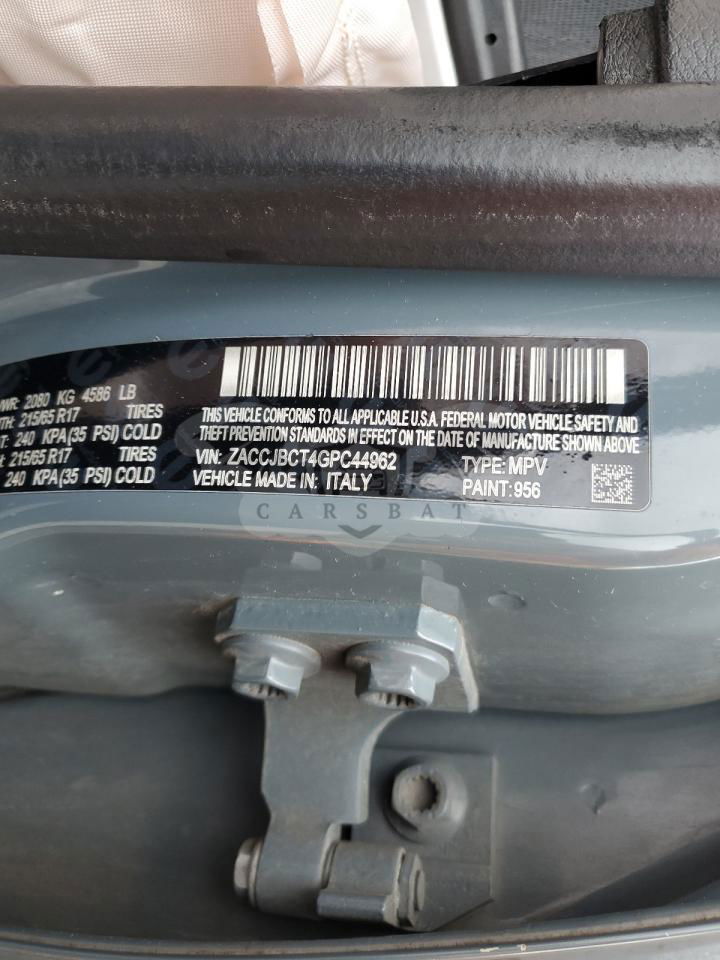 WR: 2080 KG 4586 LB
TH: 215/65 R17 TIRES
T: 240 KPA(35 PSI) COLD
: 215/65 R17 TIRES
240 KPA(35 PSI) COLD
THIS VEHICLE CONFORMS TO ALL APPLICABLE U.S.A. FEDERAL MOTOR VEHICLE SAFETY AND
THEFT PREVENTION STANDARDS IN EFFECT ON THE DATE OF MANUFACTURE SHOWN ABOVE
VIN: ZACCJBCT4GPC44962 TYPE: MPV
VEHICLE MADE IN: ITALY PAINT: 956
CARSBAT